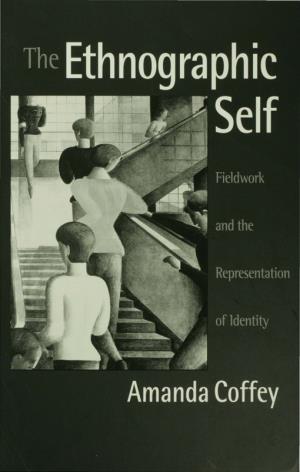 The Ethnographic
Self
Fieldwork
and the
Representation
of Identity
Amanda Coffey